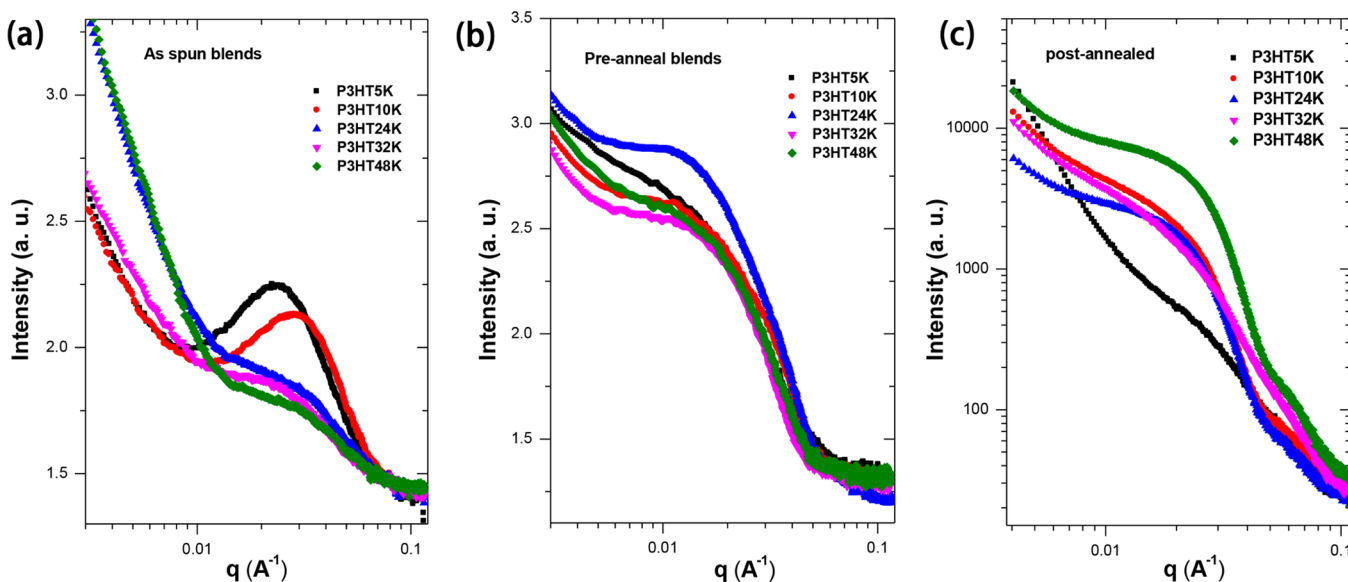 (a)
As spun blends
P3HT5K
P3HT10K
P3HT24K
P3HT32K
P3HT48K
3.0
2.5
2.0
1.5
Intensity (a. u.)
0.01
0.1
q (A⁻¹)
(b)
Pre-anneal blends
P3HT5K
P3HT10K
P3HT24K
P3HT32K
P3HT48K
3.5
3.0
2.5
2.0
1.5
Intensity (a. u.)
0.01
0.1
q (A⁻¹)
(c)
post-annealed
P3HT5K
P3HT10K
P3HT24K
P3HT32K
P3HT48K
10000
1000
100
Intensity (a. u.)
0.01
0.1
q (A⁻¹)